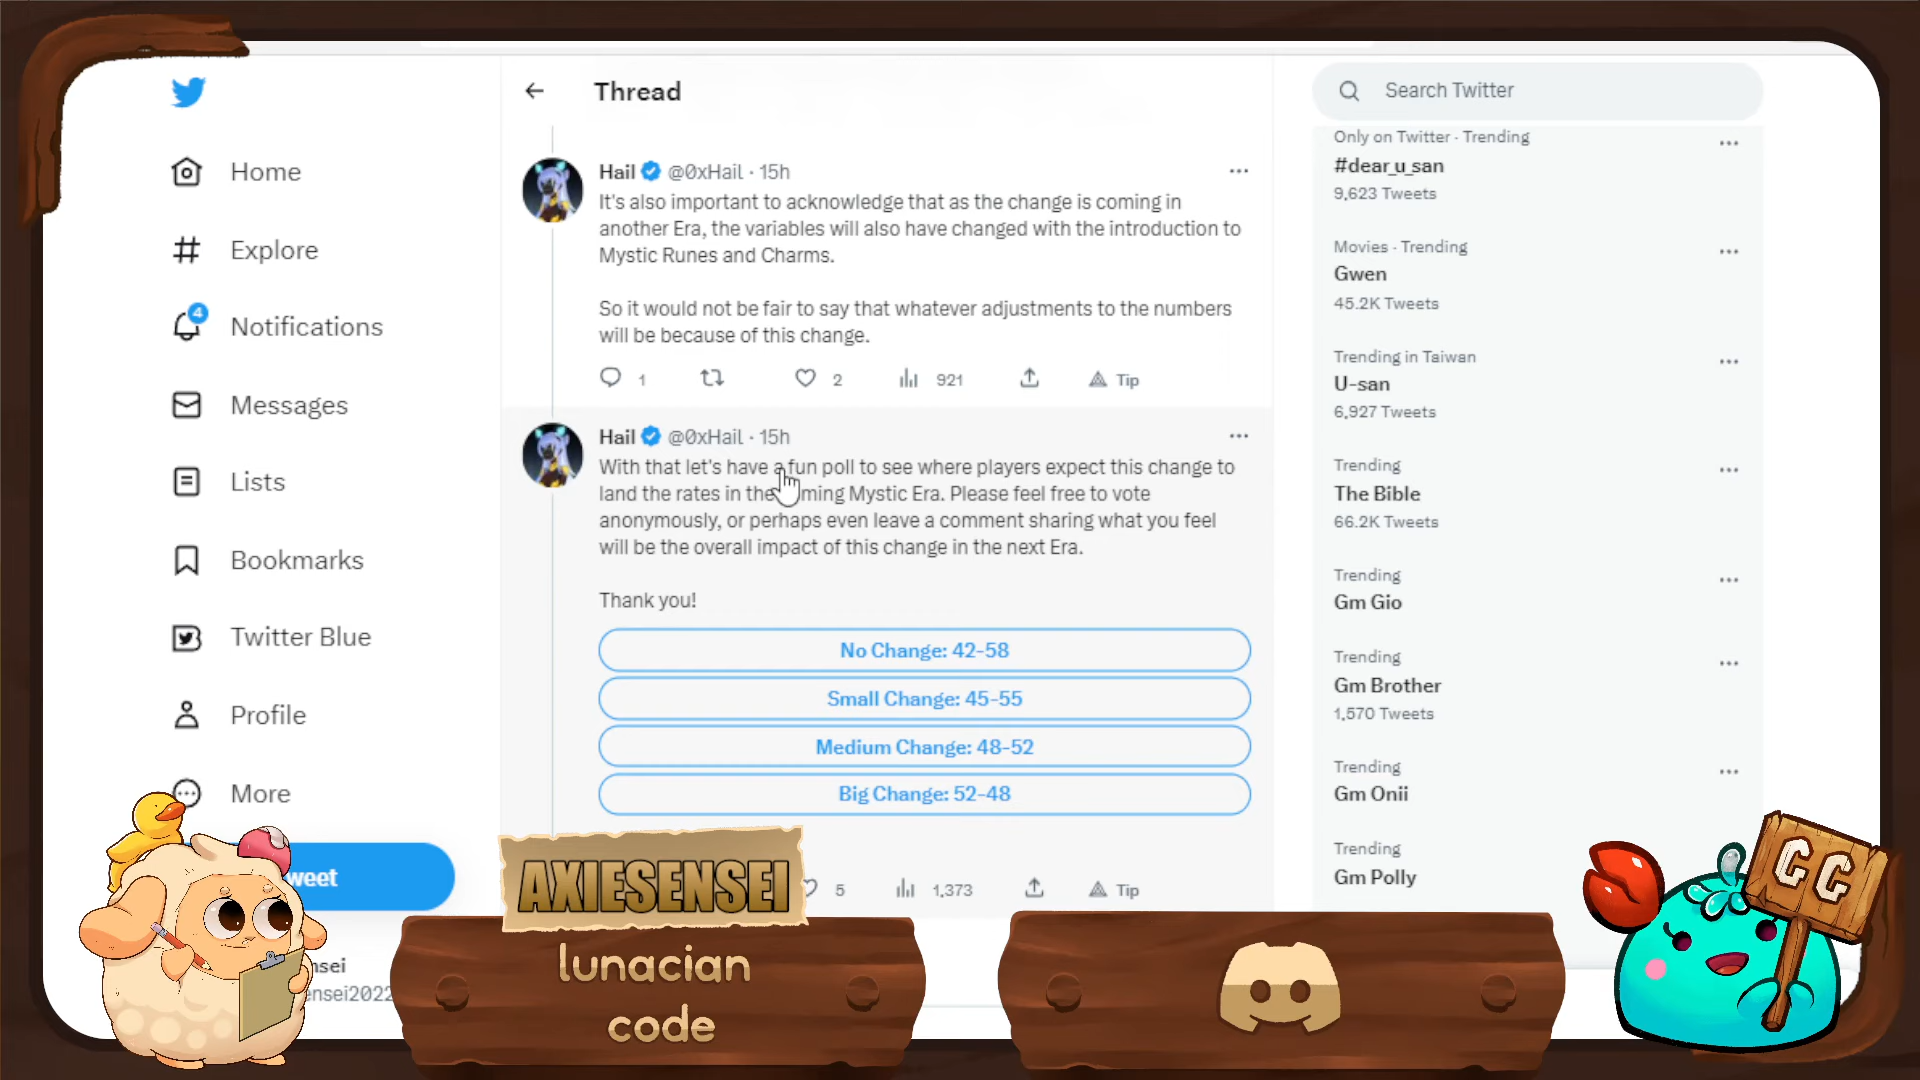 Home
Explore
4
Notifications
Messages
Lists
Bookmarks
Twitter Blue
Profile
More
weet
nsei
ensei2022
Thread
Hail @0xHail · 15h
It's also important to acknowledge that as the change is coming in
another Era, the variables will also have changed with the introduction to
Mystic Runes and Charms.
So it would not be fair to say that whatever adjustments to the numbers
will be because of this change.
1
2
921
Tip
Hail @0xHail · 15h
With that let's have a fun poll to see where players expect this change to
land the rates in the ming Mystic Era. Please feel free to vote
anonymously, or perhaps even leave a comment sharing what you feel
will be the overall impact of this change in the next Era.
Thank you!
No Change: 42-58
Small Change: 45-55
Medium Change: 48-52
Big Change: 52-48
5
1,373
Tip
Search Twitter
Only on Twitter · Trending
#dear_u_san
9,623 Tweets
Movies · Trending
Gwen
45.2K Tweets
Trending in Taiwan
U-san
6,927 Tweets
Trending
The Bible
66.2K Tweets
Trending
Gm Gio
Trending
Gm Brother
1,570 Tweets
Trending
Gm Onii
Trending
Gm Polly
AXIESENSEI
lunacian
code
CC